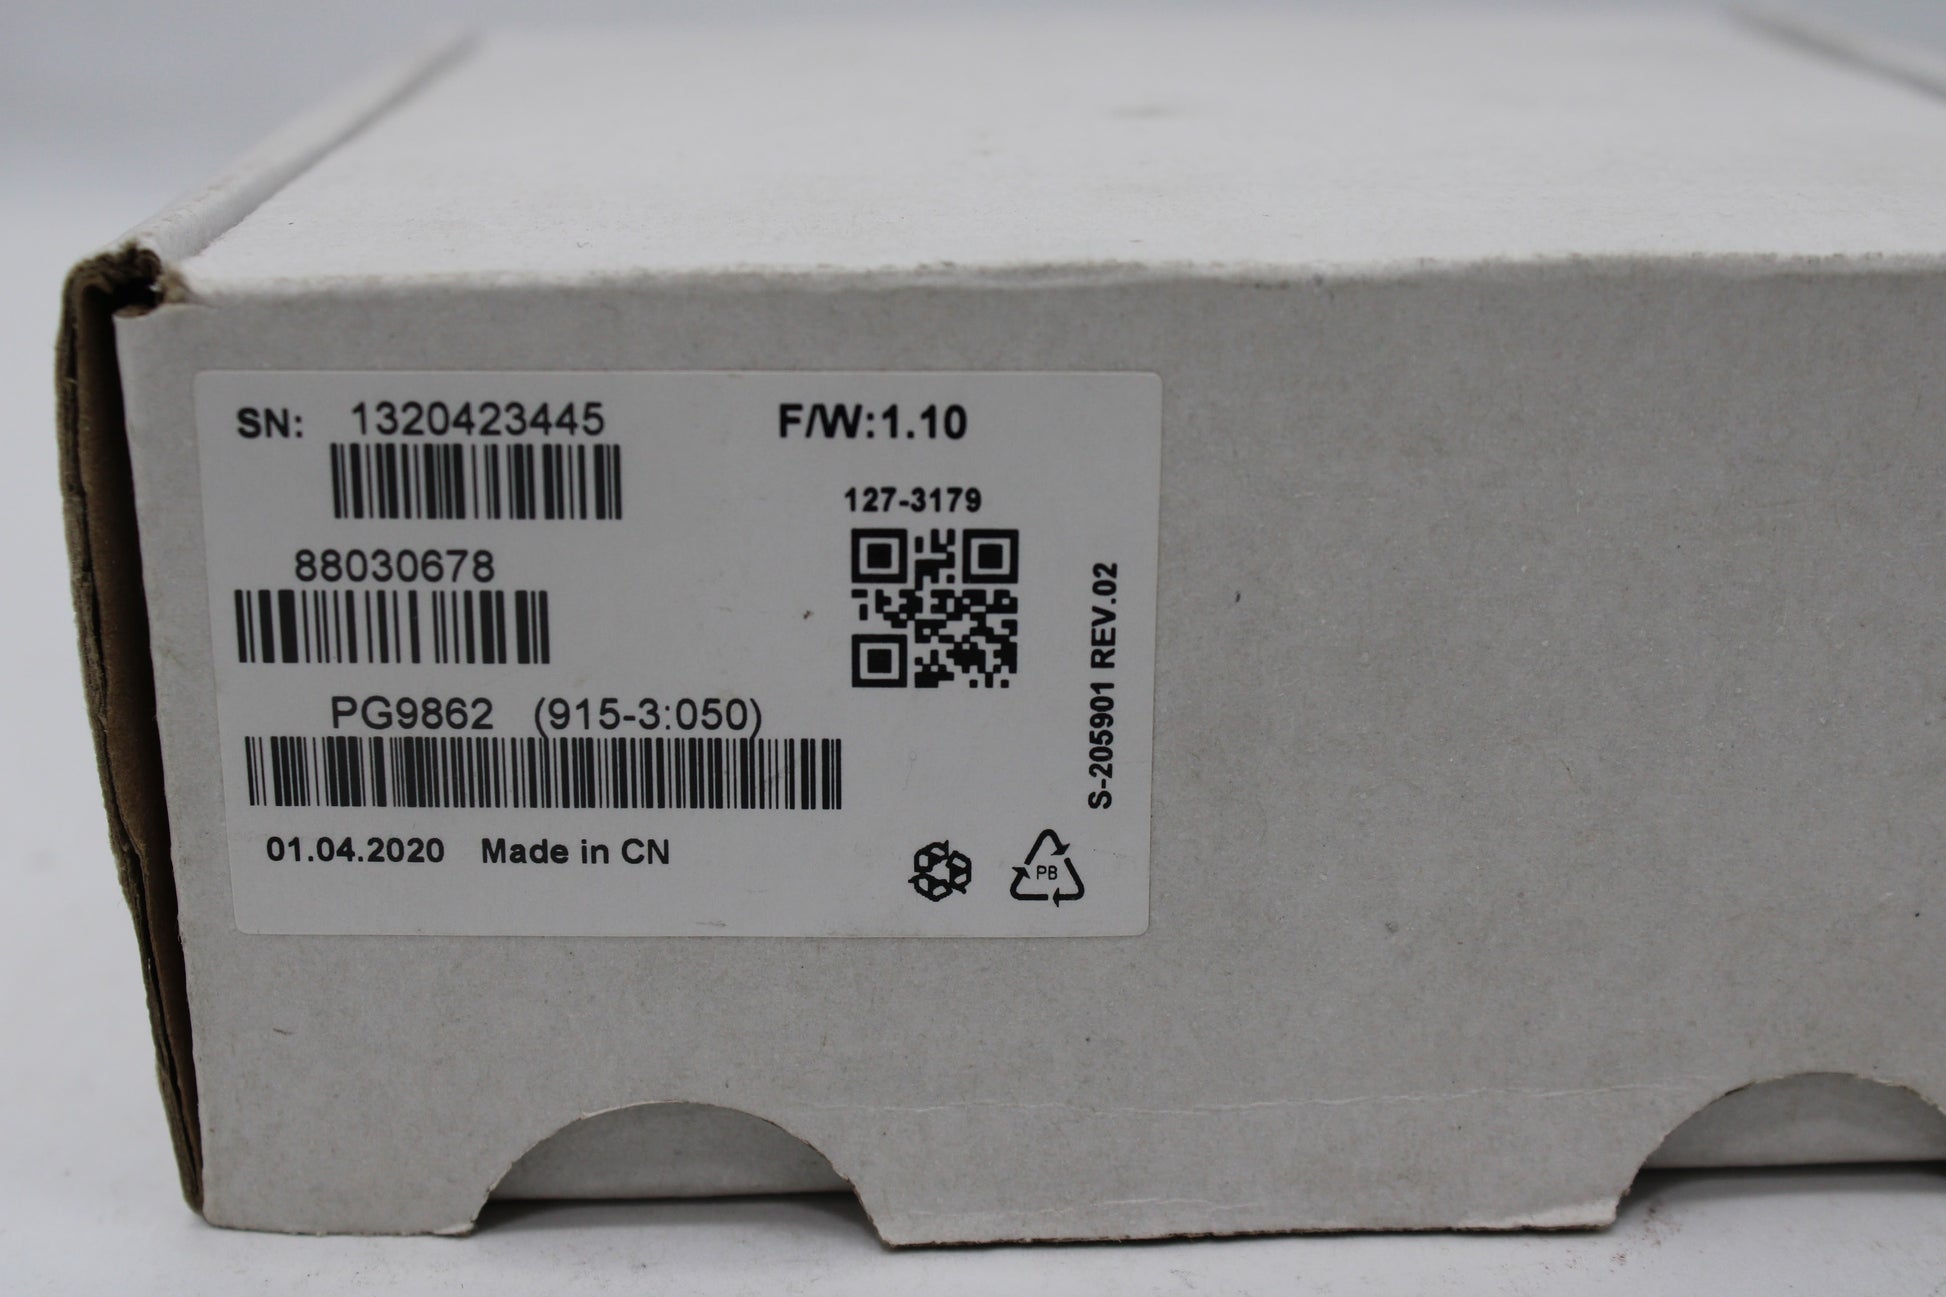 SN: 1320423445
F/W:1.10
127-3179
88030678
PG9862 (915-3:050)
S-205901 REV.02
01.04.2020 Made in CN
PB